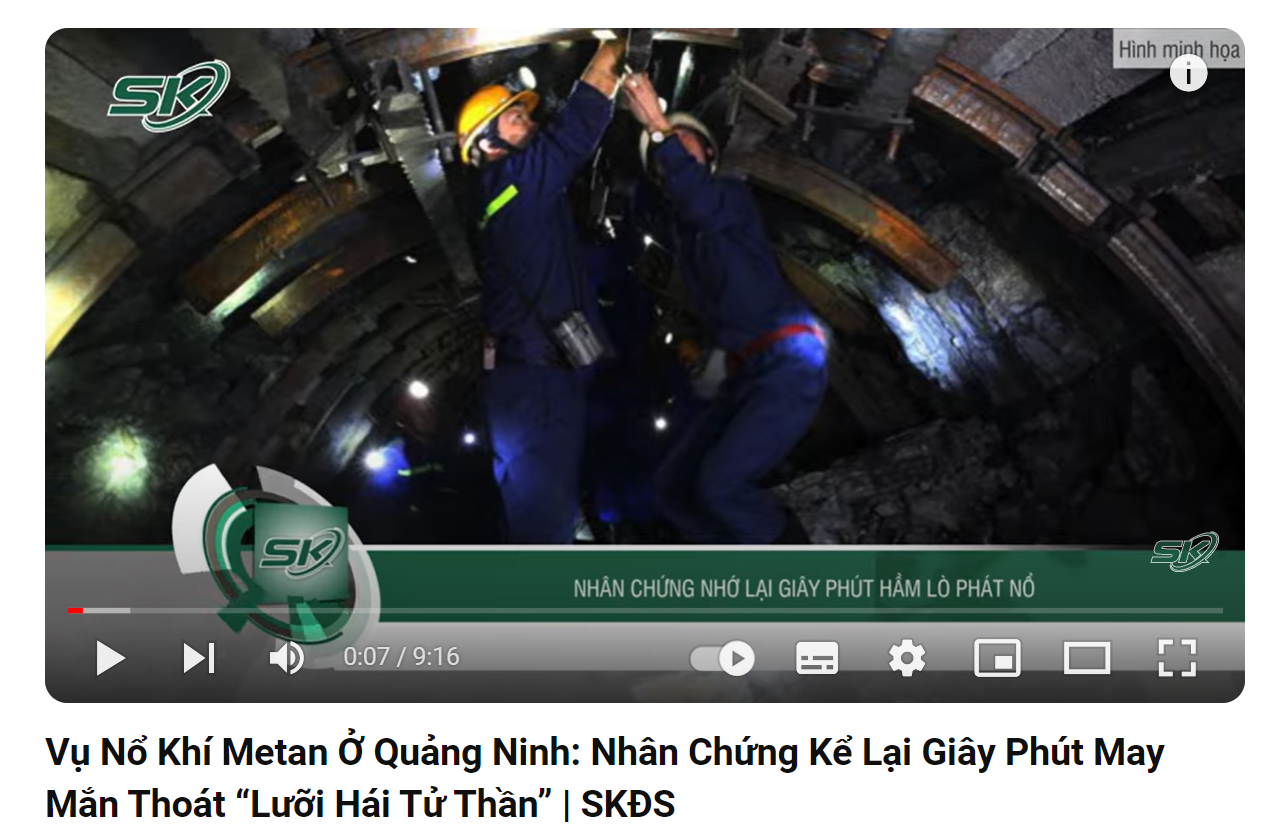 SK
Hình minh họa
SK
SK
NHÂN CHỨNG NHỚ LẠI GIÂY PHÚT HẦM LÒ PHÁT NỔ
0:07 / 9:16
Vụ Nổ Khí Metan Ở Quảng Ninh: Nhân Chứng Kể Lại Giây Phút May
Mắn Thoát “Lưỡi Hái Tử Thần” | SKĐS